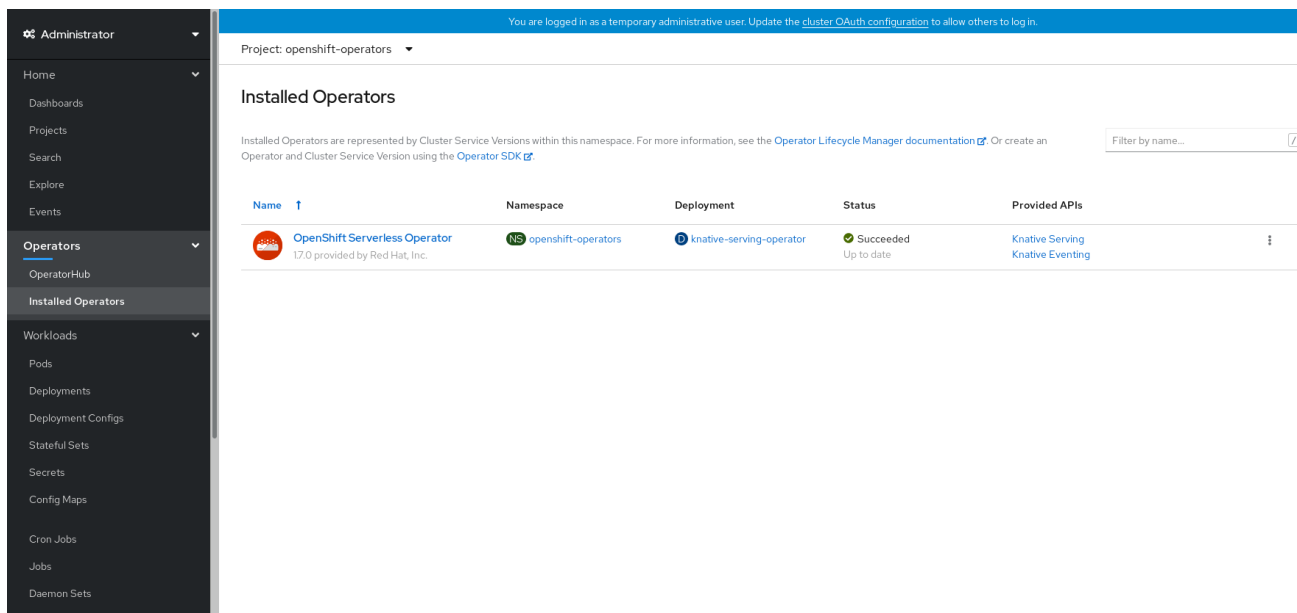 You are logged in as a temporary administrative user. Update the cluster OAuth configuration to allow others to log in.
Administrator
Home
Dashboards
Projects
Search
Explore
Events
Operators
OperatorHub
Installed Operators
Workloads
Pods
Deployments
Deployment Configs
Stateful Sets
Secrets
Config Maps
Cron Jobs
Jobs
Daemon Sets
Project: openshift-operators
Installed Operators
Installed Operators are represented by Cluster Service Versions within this namespace. For more information, see the Operator Lifecycle Manager documentation. Or create an
Operator and Cluster Service Version using the Operator SDK.
Filter by name...
/
Name Namespace Deployment Status Provided APIs
OpenShift Serverless Operator NS openshift-operators D knative-serving-operator Succeeded Knative Serving
1.7.0 provided by Red Hat, Inc. Up to date Knative Eventing